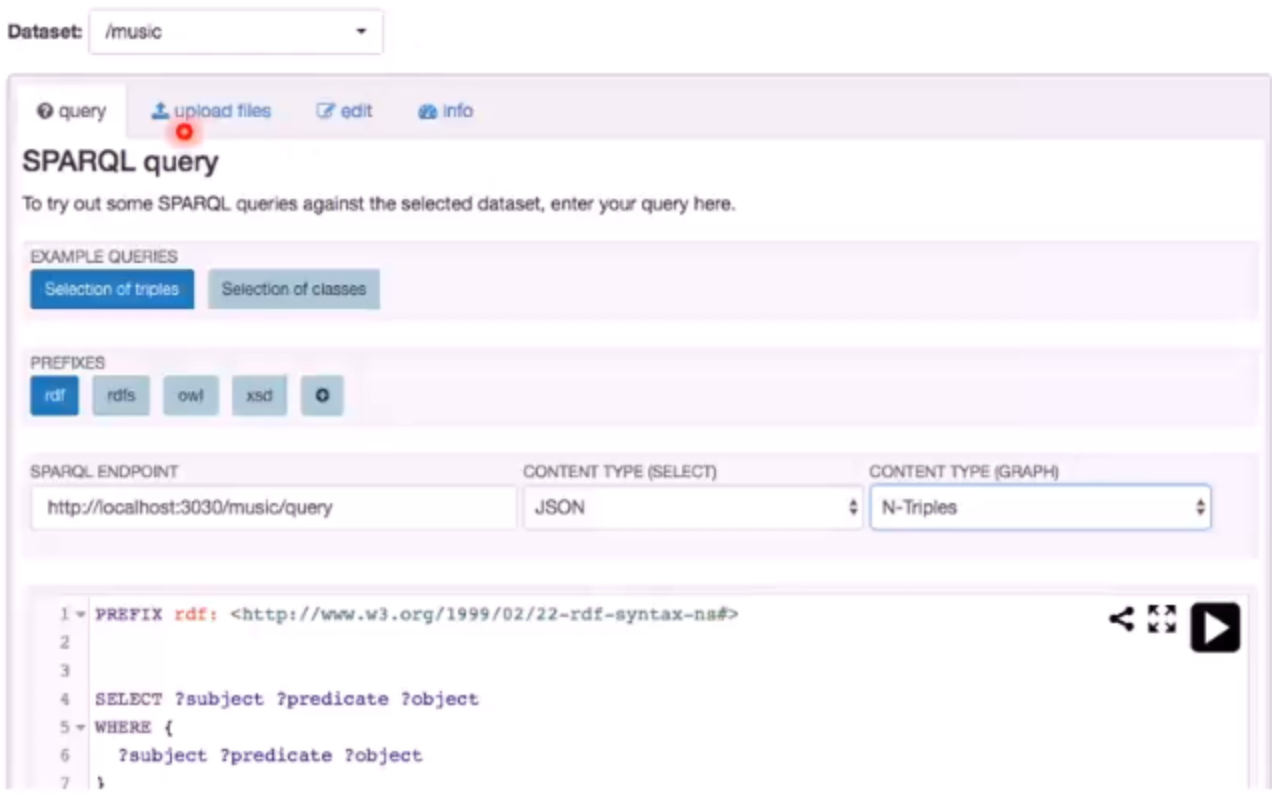 Dataset: /music
query upload files edit info
SPARQL query
To try out some SPARQL queries against the selected dataset, enter your query here.
EXAMPLE QUERIES
Selection of triples Selection of classes
PREFIXES
rdf rdfs owl xsd
SPARQL ENDPOINT CONTENT TYPE (SELECT) CONTENT TYPE (GRAPH)
http://localhost:3030/music/query JSON N-Triples
1 PREFIX rdf: <http://www.w3.org/1999/02/22-rdf-syntax-ns#>
2
3
4 SELECT ?subject ?predicate ?object
5 WHERE {
6 ?subject ?predicate ?object
7 }